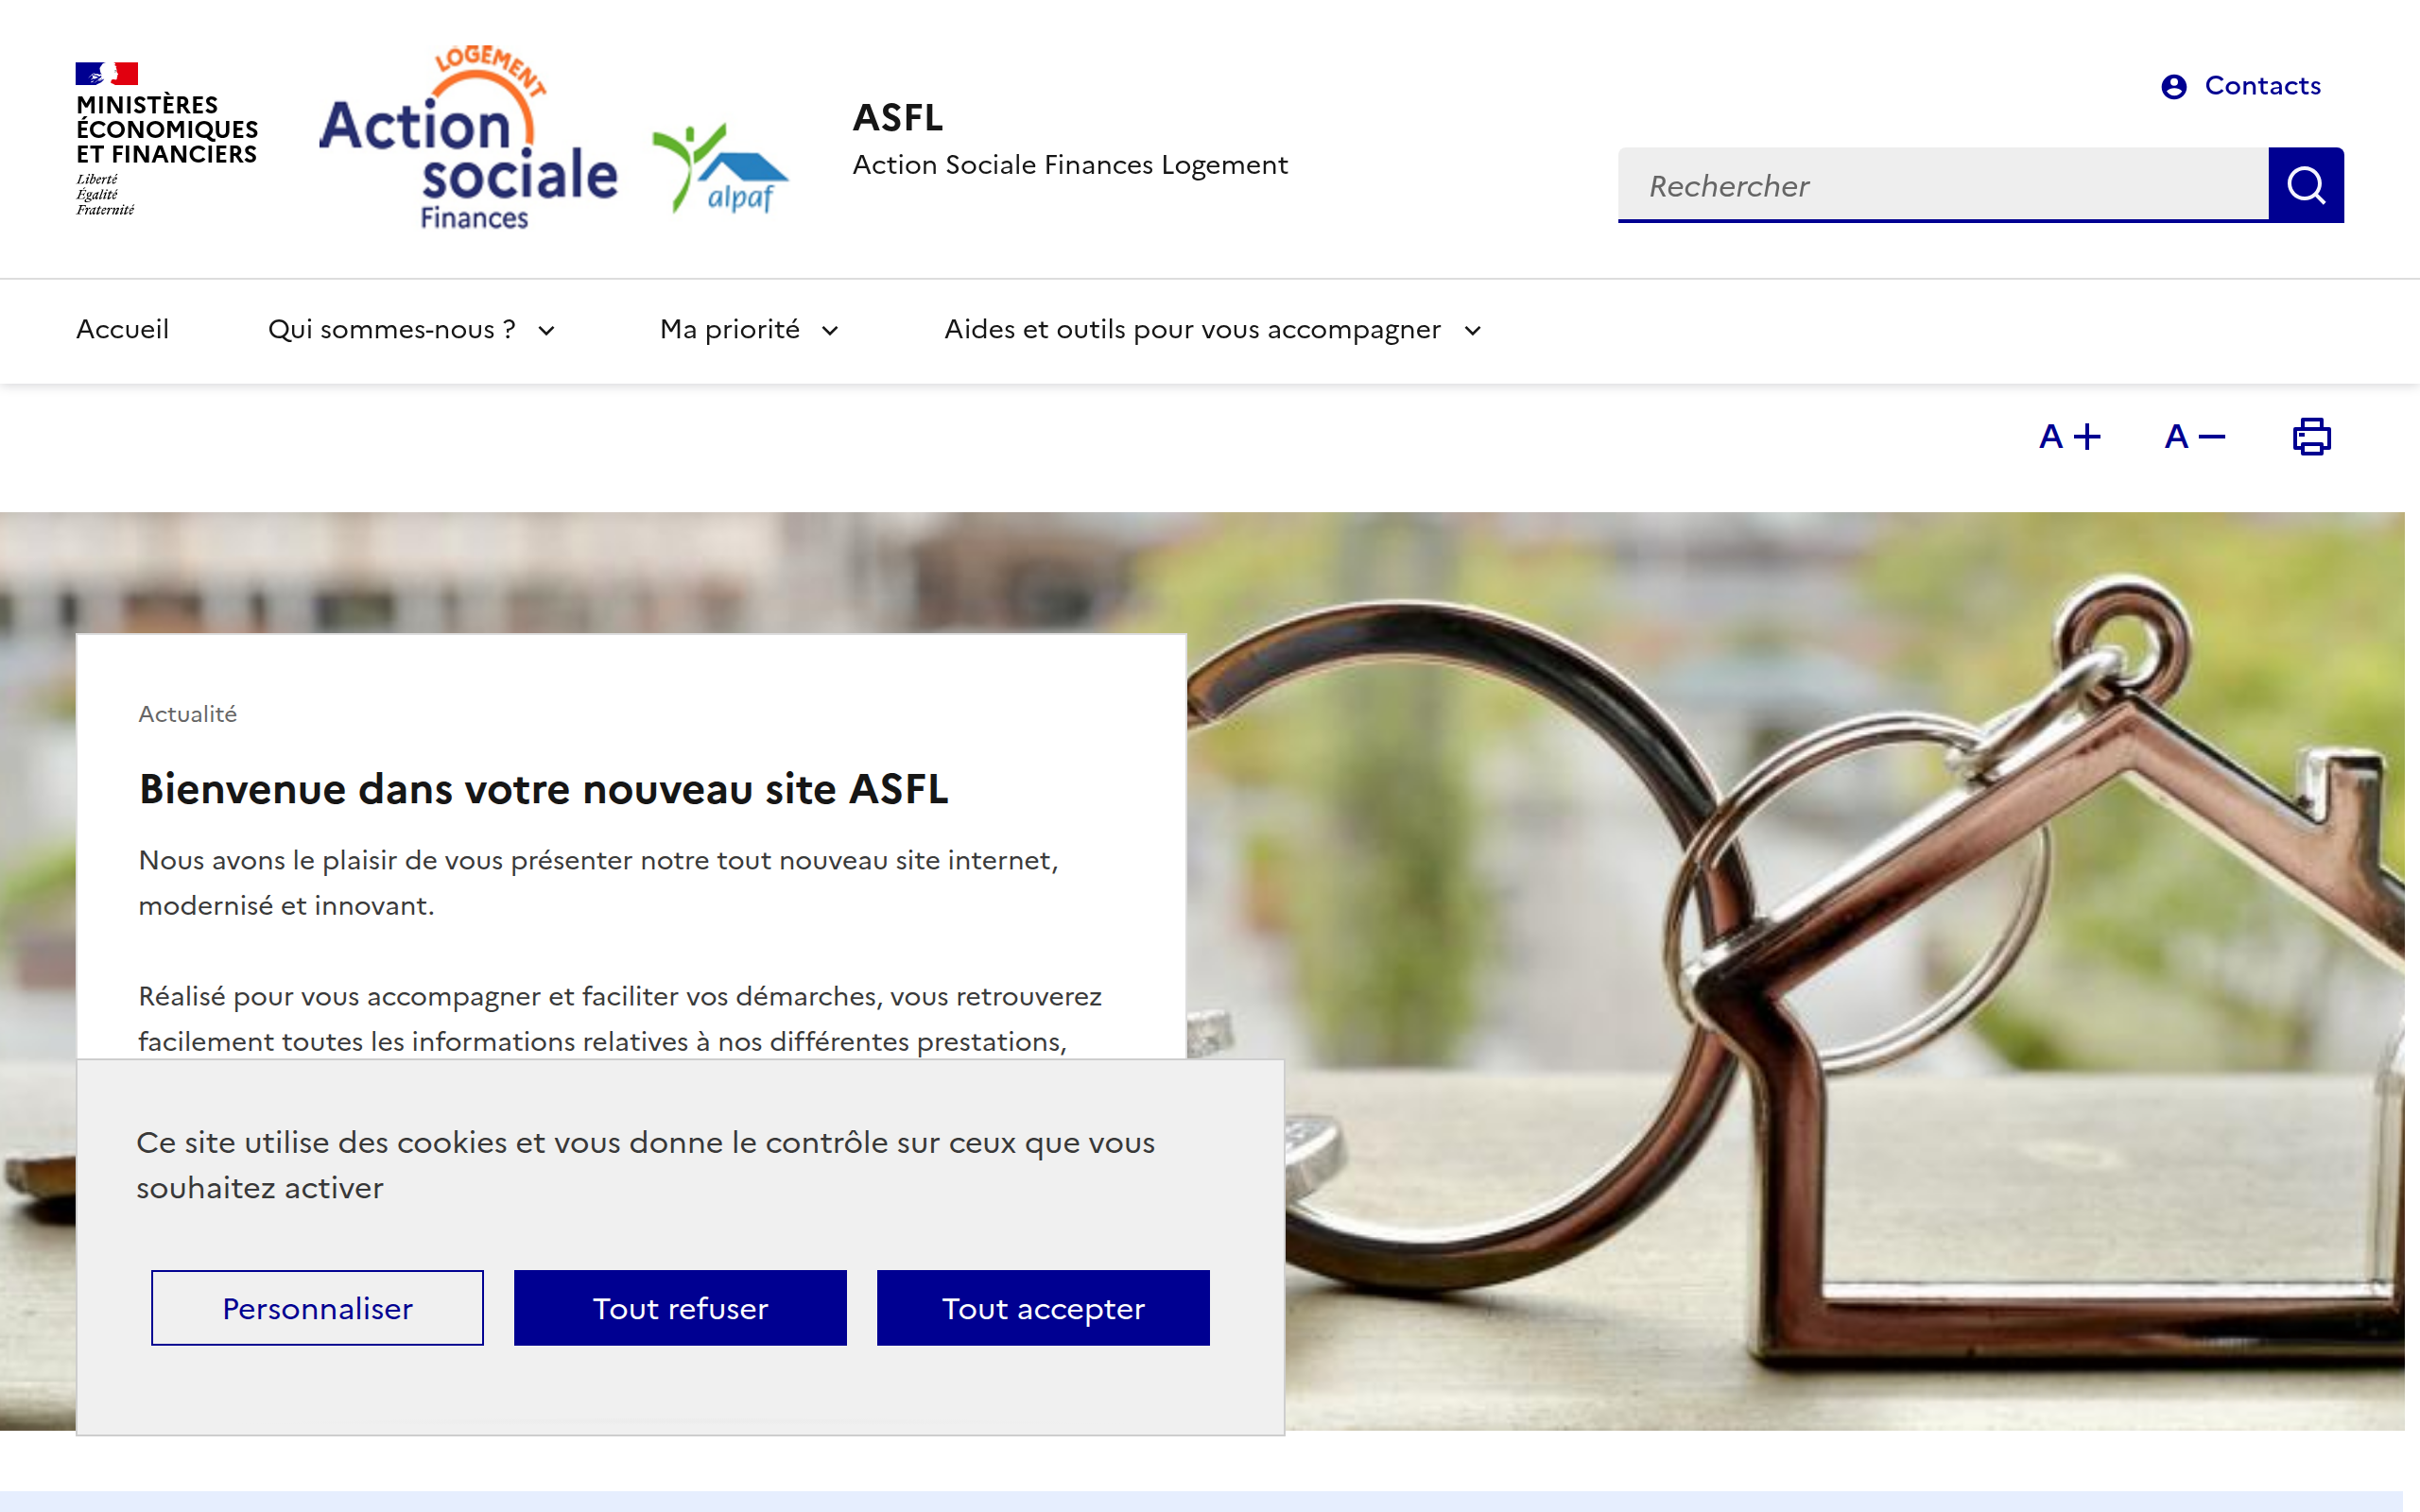 MINISTÈRES
ÉCONOMIQUES
ET FINANCIERS
Liberté
Égalité
Fraternité
LOGEMENT
Action
sociale
Finances
alpaf
ASFL
Action Sociale Finances Logement
Contacts
Rechercher
Accueil
Qui sommes-nous ?
Ma priorité
Aides et outils pour vous accompagner
A +
A −
Actualité
Bienvenue dans votre nouveau site ASFL
Nous avons le plaisir de vous présenter notre tout nouveau site internet,
modernisé et innovant.
Réalisé pour vous accompagner et faciliter vos démarches, vous retrouverez
facilement toutes les informations relatives à nos différentes prestations,
Ce site utilise des cookies et vous donne le contrôle sur ceux que vous
souhaitez activer
Personnaliser
Tout refuser
Tout accepter